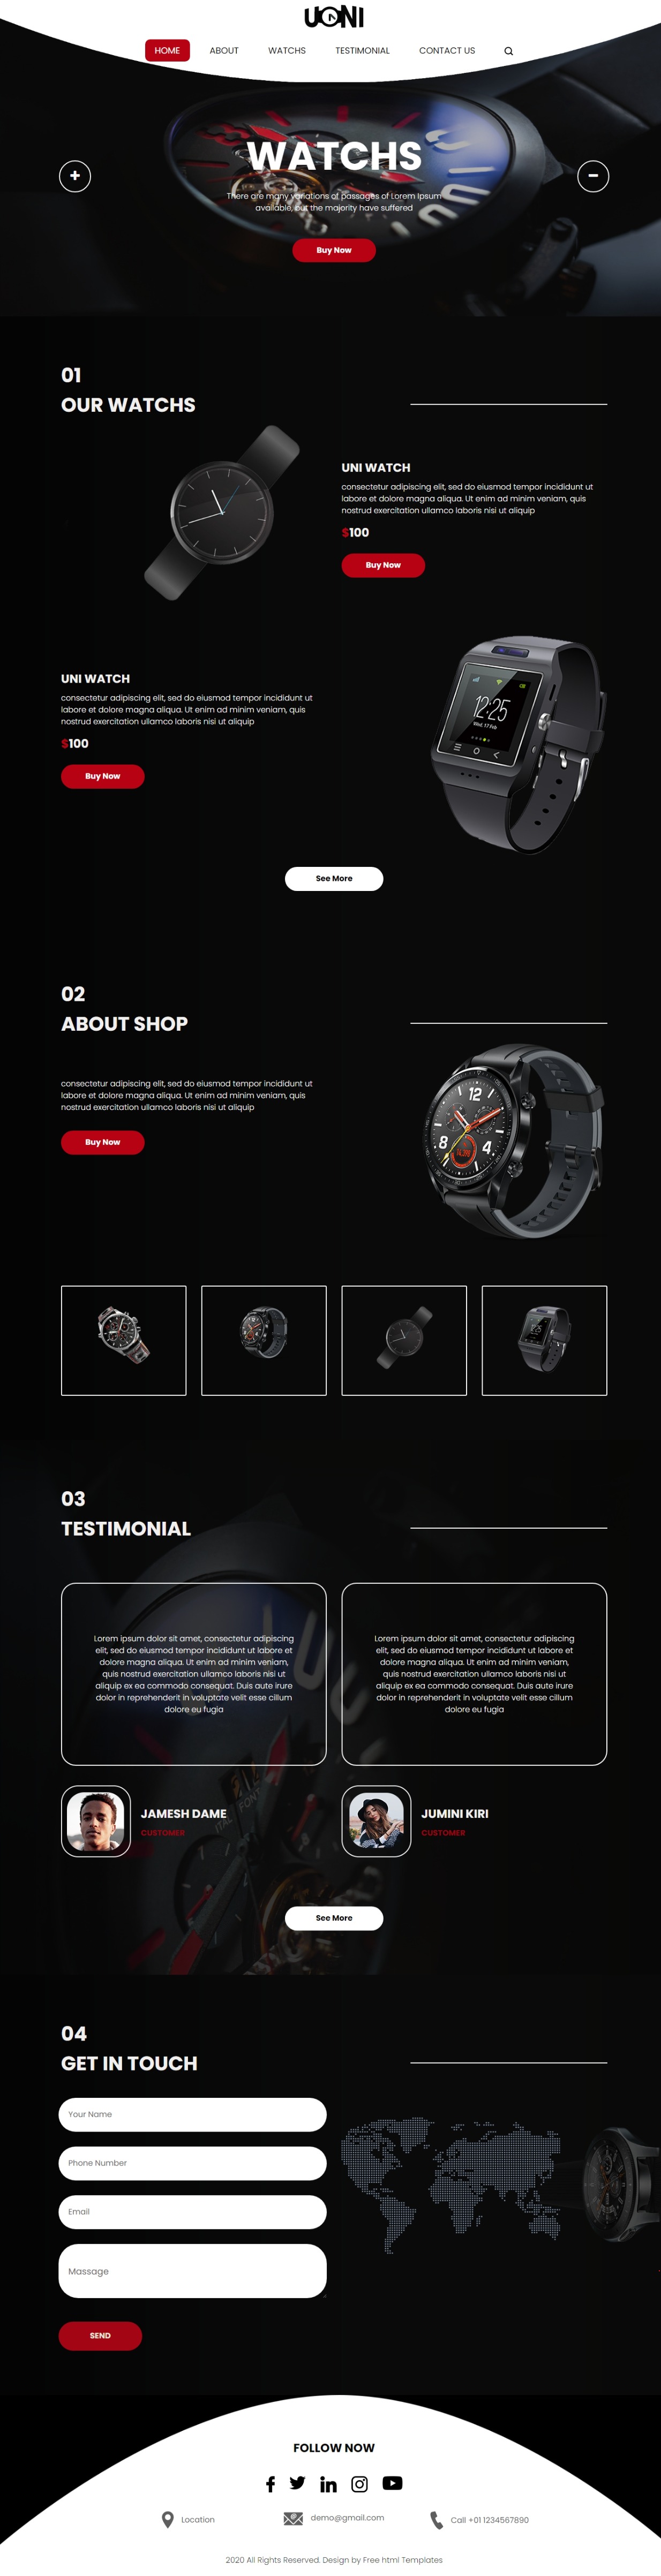 UONI
HOME ABOUT WATCHS TESTIMONIAL CONTACT US
WATCHS
There are many variations of passages of Lorem Ipsum
available, but the majority have suffered
Buy Now
01
OUR WATCHS
UNI WATCH
consectetur adipiscing elit, sed do eiusmod tempor incididunt ut
labore et dolore magna aliqua. Ut enim ad minim veniam, quis
nostrud exercitation ullamco laboris nisi ut aliquip
$100
Buy Now
UNI WATCH
consectetur adipiscing elit, sed do eiusmod tempor incididunt ut
labore et dolore magna aliqua. Ut enim ad minim veniam, quis
nostrud exercitation ullamco laboris nisi ut aliquip
$100
Buy Now
12:25
Wed, 17.Feb
See More
02
ABOUT SHOP
consectetur adipiscing elit, sed do eiusmod tempor incididunt ut
labore et dolore magna aliqua. Ut enim ad minim veniam, quis
nostrud exercitation ullamco laboris nisi ut aliquip
Buy Now
12
8
4
03
TESTIMONIAL
Lorem ipsum dolor sit amet, consectetur adipiscing
elit, sed do eiusmod tempor incididunt ut labore et
dolore magna aliqua. Ut enim ad minim veniam,
quis nostrud exercitation ullamco laboris nisi ut
aliquip ex ea commodo consequat. Duis aute irure
dolor in reprehenderit in voluptate velit esse cillum
dolore eu fugia
Lorem ipsum dolor sit amet, consectetur adipiscing
elit, sed do eiusmod tempor incididunt ut labore et
dolore magna aliqua. Ut enim ad minim veniam,
quis nostrud exercitation ullamco laboris nisi ut
aliquip ex ea commodo consequat. Duis aute irure
dolor in reprehenderit in voluptate velit esse cillum
dolore eu fugia
JAMESH DAME
CUSTOMER
JUMINI KIRI
CUSTOMER
See More
04
GET IN TOUCH
Your Name
Phone Number
Email
Massage
SEND
FOLLOW NOW
Location
demo@gmail.com
Call +01 1234567890
2020 All Rights Reserved. Design by Free html Templates